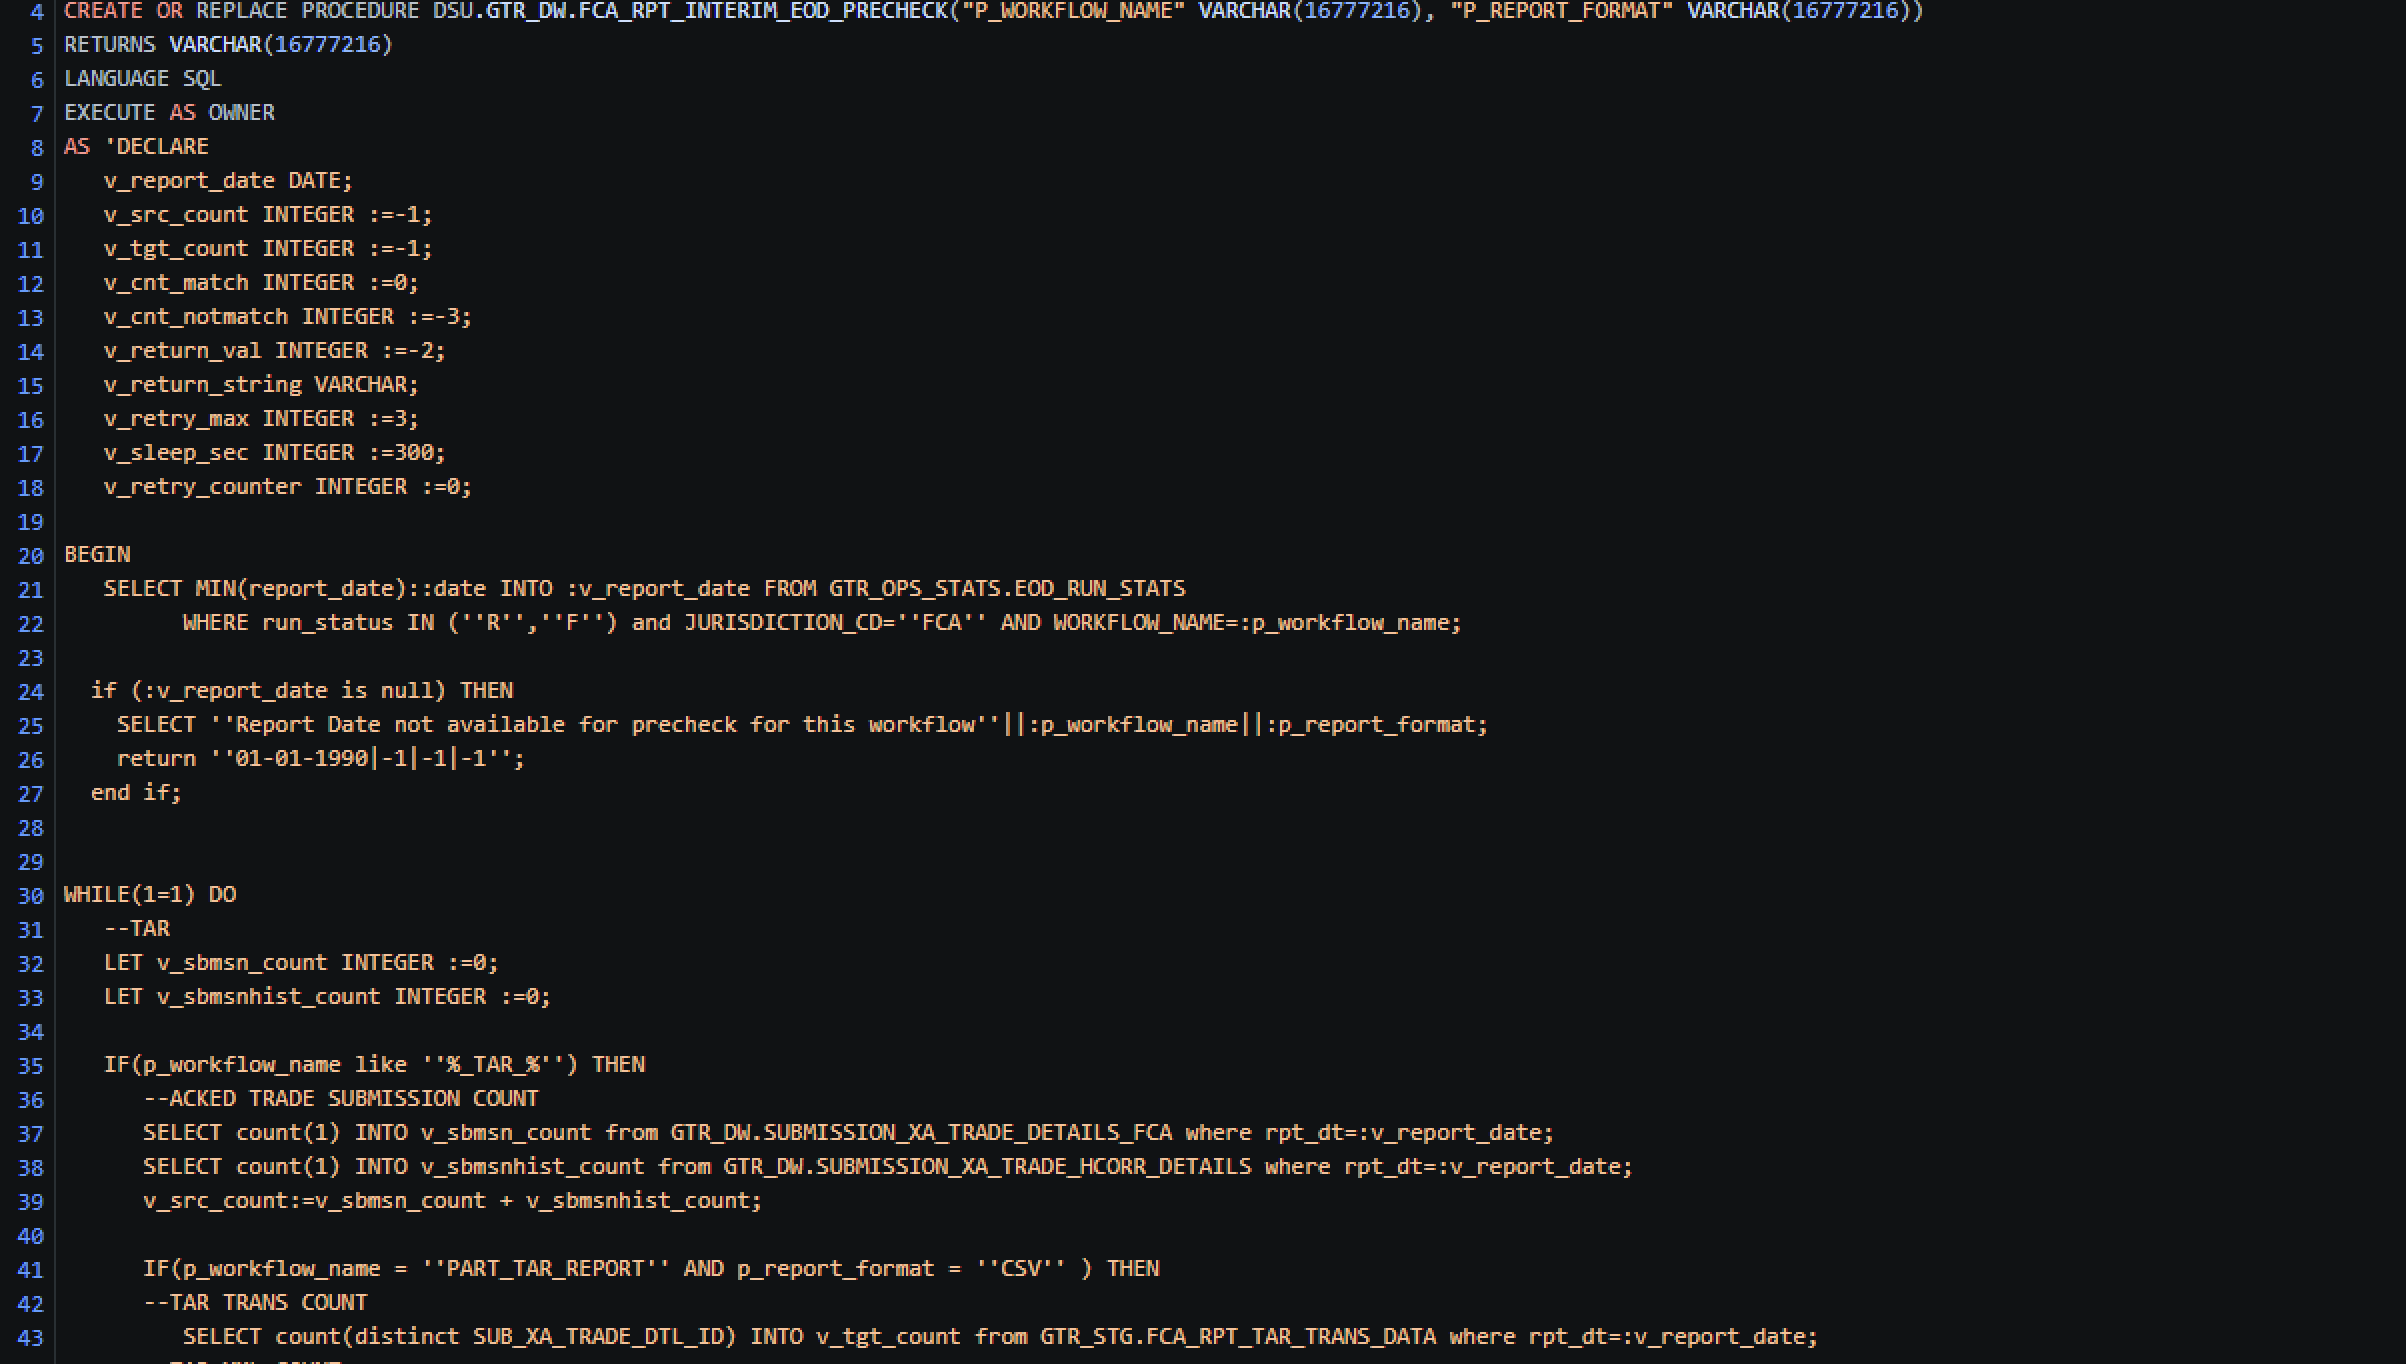 4 CREATE OR REPLACE PROCEDURE DSU.GTR_DW.FCA_RPT_INTERIM_EOD_PRECHECK("P_WORKFLOW_NAME" VARCHAR(16777216), "P_REPORT_FORMAT" VARCHAR(16777216))
5 RETURNS VARCHAR(16777216)
6 LANGUAGE SQL
7 EXECUTE AS OWNER
8 AS 'DECLARE
9    v_report_date DATE;
10    v_src_count INTEGER :=-1;
11    v_tgt_count INTEGER :=-1;
12    v_cnt_match INTEGER :=0;
13    v_cnt_notmatch INTEGER :=-3;
14    v_return_val INTEGER :=-2;
15    v_return_string VARCHAR;
16    v_retry_max INTEGER :=3;
17    v_sleep_sec INTEGER :=300;
18    v_retry_counter INTEGER :=0;
19
20 BEGIN
21    SELECT MIN(report_date)::date INTO :v_report_date FROM GTR_OPS_STATS.EOD_RUN_STATS
22          WHERE run_status IN (''R'',''F'') and JURISDICTION_CD=''FCA'' AND WORKFLOW_NAME=:p_workflow_name;
23
24   if (:v_report_date is null) THEN
25     SELECT ''Report Date not available for precheck for this workflow''||:p_workflow_name||:p_report_format;
26     return ''01-01-1990|-1|-1|-1'';
27   end if;
28
29
30 WHILE(1=1) DO
31    --TAR
32    LET v_sbmsn_count INTEGER :=0;
33    LET v_sbmsnhist_count INTEGER :=0;
34
35    IF(p_workflow_name like ''%_TAR_%'') THEN
36       --ACKED TRADE SUBMISSION COUNT
37       SELECT count(1) INTO v_sbmsn_count from GTR_DW.SUBMISSION_XA_TRADE_DETAILS_FCA where rpt_dt=:v_report_date;
38       SELECT count(1) INTO v_sbmsnhist_count from GTR_DW.SUBMISSION_XA_TRADE_HCORR_DETAILS where rpt_dt=:v_report_date;
39       v_src_count:=v_sbmsn_count + v_sbmsnhist_count;
40
41       IF(p_workflow_name = ''PART_TAR_REPORT'' AND p_report_format = ''CSV'' ) THEN
42       --TAR TRANS COUNT
43          SELECT count(distinct SUB_XA_TRADE_DTL_ID) INTO v_tgt_count from GTR_STG.FCA_RPT_TAR_TRANS_DATA where rpt_dt=:v_report_date;